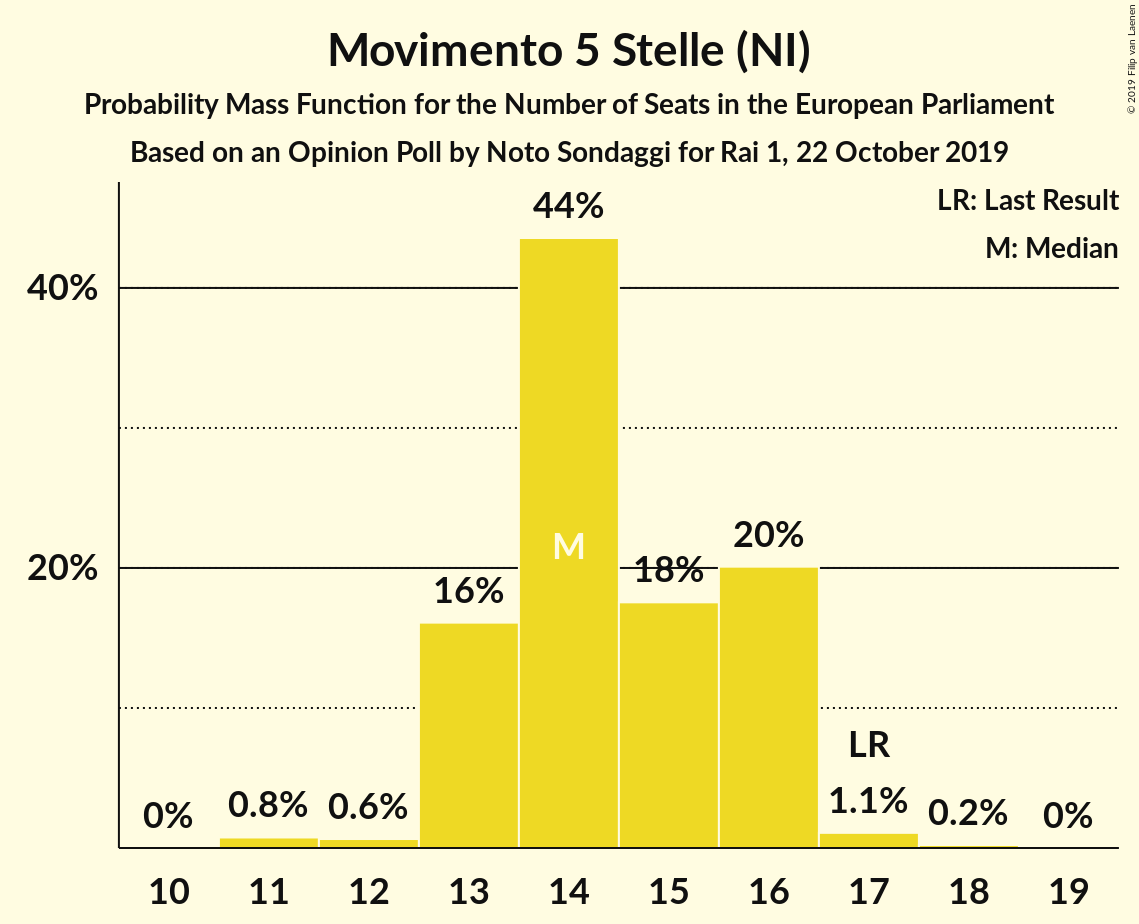 Movimento 5 Stelle (NI)
Probability Mass Function for the Number of Seats in the European Parliament
Based on an Opinion Poll by Noto Sondaggi for Rai 1, 22 October 2019
© 2019 Filip van Laenen
LR: Last Result
M: Median
44%
40%
M
20%
20%
18%
16%
LR
1.1%
0.8%
0.6%
0.2%
0%
0%
10 11 12 13 14 15 16 17 18 19